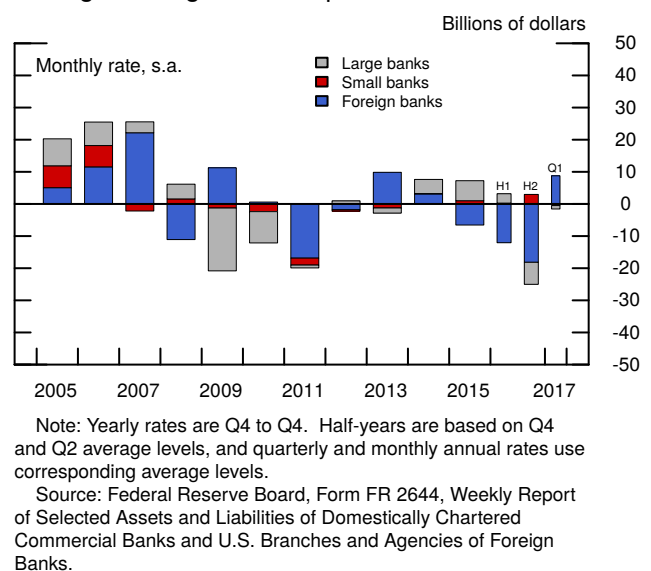 Billions of dollars
Monthly rate, s.a.
Large banks
Small banks
Foreign banks
50
40
30
20
10
0
-10
-20
-30
-40
-50
H1
H2
Q1
2005 2007 2009 2011 2013 2015 2017
Note: Yearly rates are Q4 to Q4. Half-years are based on Q4
and Q2 average levels, and quarterly and monthly annual rates use
corresponding average levels.
Source: Federal Reserve Board, Form FR 2644, Weekly Report
of Selected Assets and Liabilities of Domestically Chartered
Commercial Banks and U.S. Branches and Agencies of Foreign
Banks.